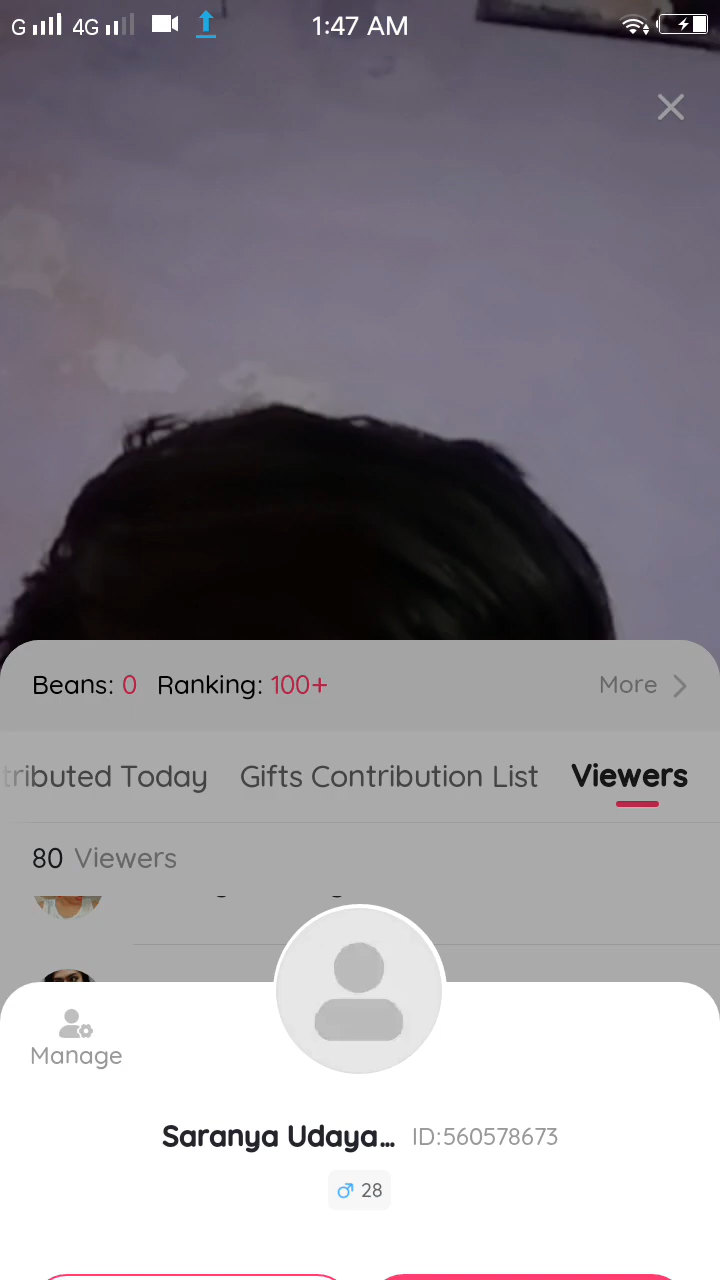 G 4G 1:47 AM
Beans: 0 Ranking: 100+ More
tributed Today Gifts Contribution List Viewers
80 Viewers
Manage
Saranya Udaya... ID:560578673
28